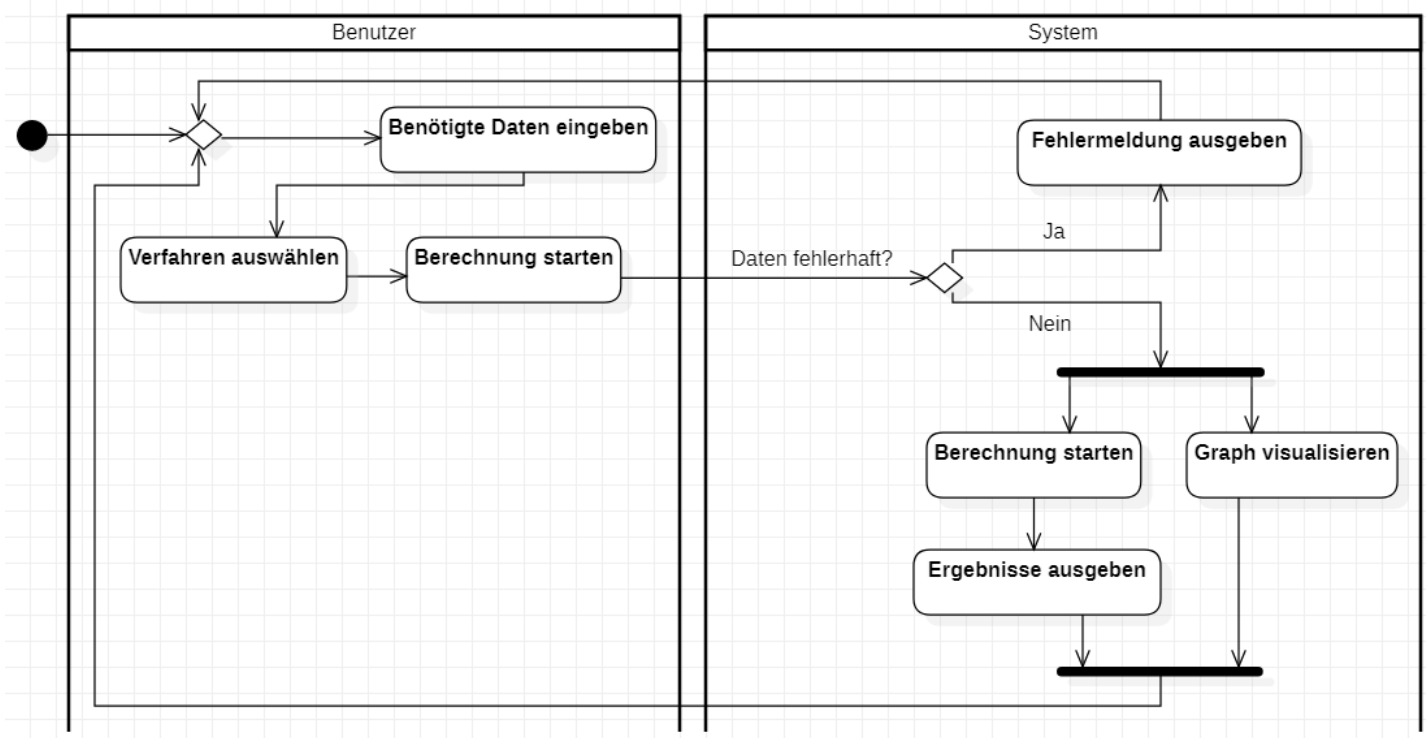 Benutzer
System
Benötigte Daten eingeben
Fehlermeldung ausgeben
Ja
Verfahren auswählen
Berechnung starten
Daten fehlerhaft?
Nein
Berechnung starten
Graph visualisieren
Ergebnisse ausgeben